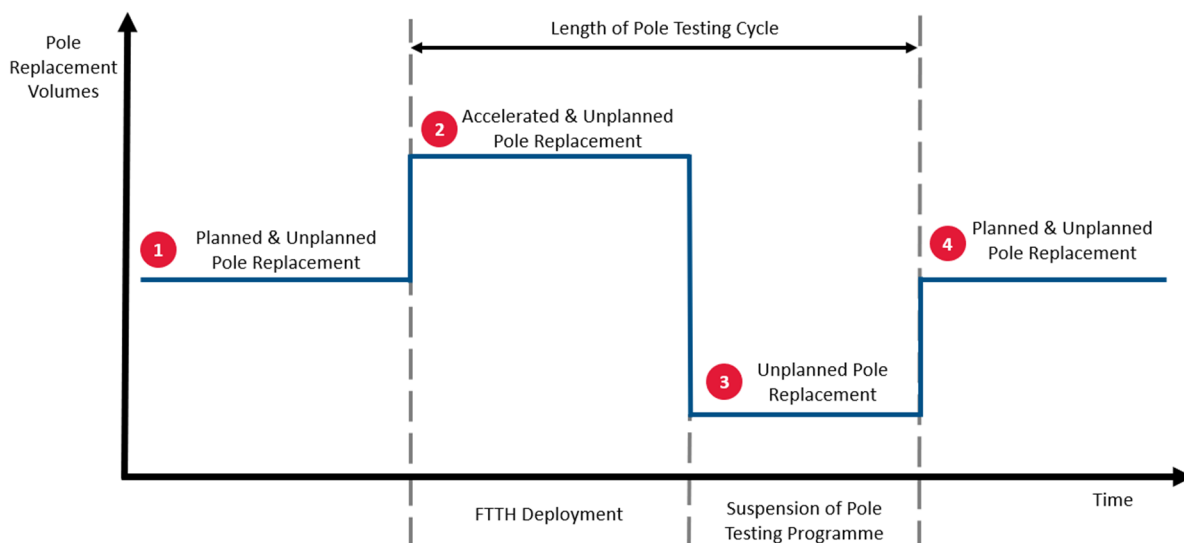 Pole
Replacement
Volumes
Length of Pole Testing Cycle
2
Accelerated & Unplanned
Pole Replacement
1
Planned & Unplanned
Pole Replacement
4
Planned & Unplanned
Pole Replacement
3
Unplanned Pole
Replacement
Time
FTTH Deployment
Suspension of Pole
Testing Programme